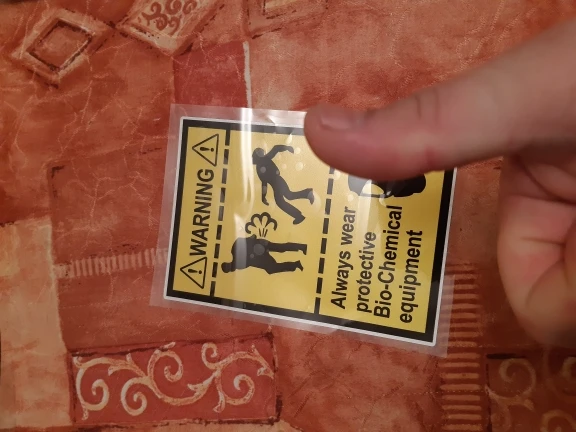 WARNING
Always wear
protective
Bio-Chemical
equipment